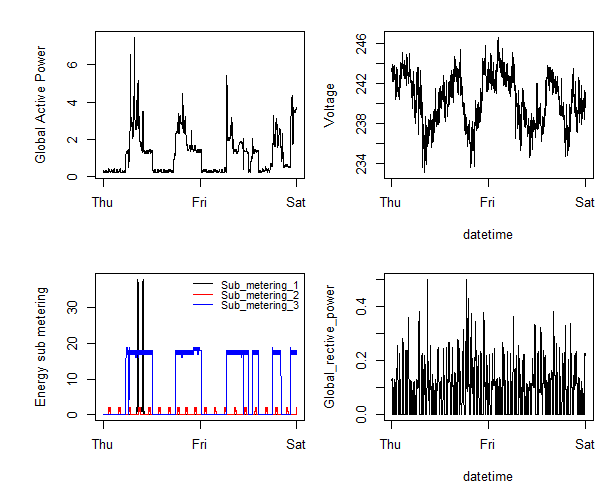 Global Active Power
0 2 4 6
Thu Fri Sat
Voltage
234 238 242 246
Thu Fri Sat
datetime
Energy sub metering
0 10 20 30
Sub_metering_1
Sub_metering_2
Sub_metering_3
Thu Fri Sat
Global_rective_power
0.0 0.2 0.4
Thu Fri Sat
datetime